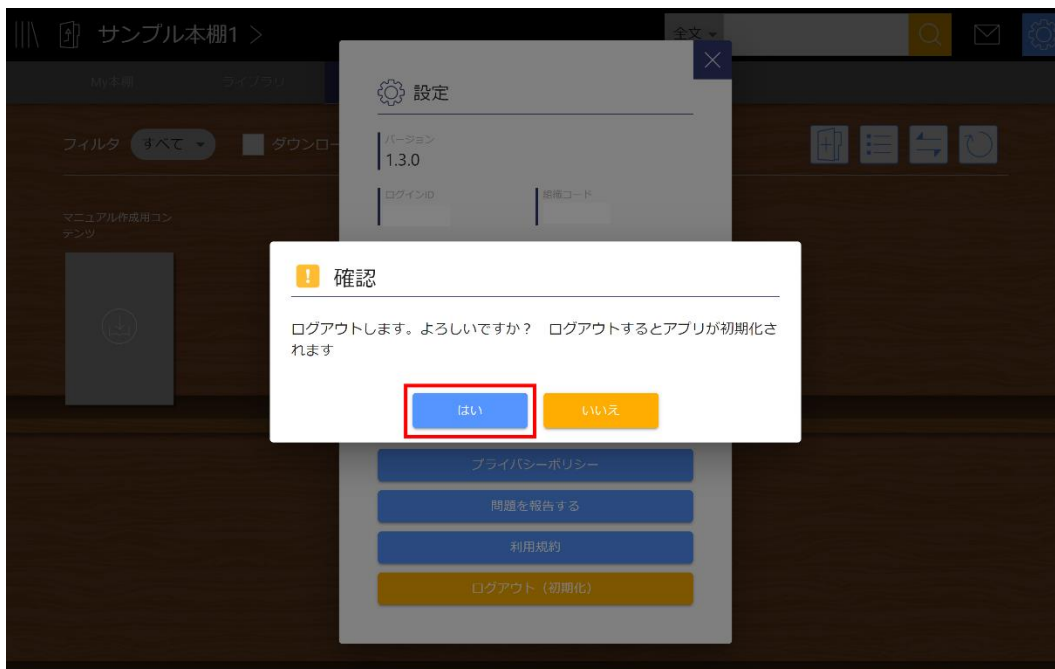 サンプル本棚1 >
全文
My本棚
ライブラリ
設定
フィルタ
すべて
ダウンロー
バージョン
1.3.0
ログインID
マニュアル作成用コン
テンツ
確認
ログアウトします。よろしいですか？　ログアウトするとアプリが初期化さ
れます
はい
いいえ
プライバシーポリシー
問題を報告する
利用規約
ログアウト（初期化）